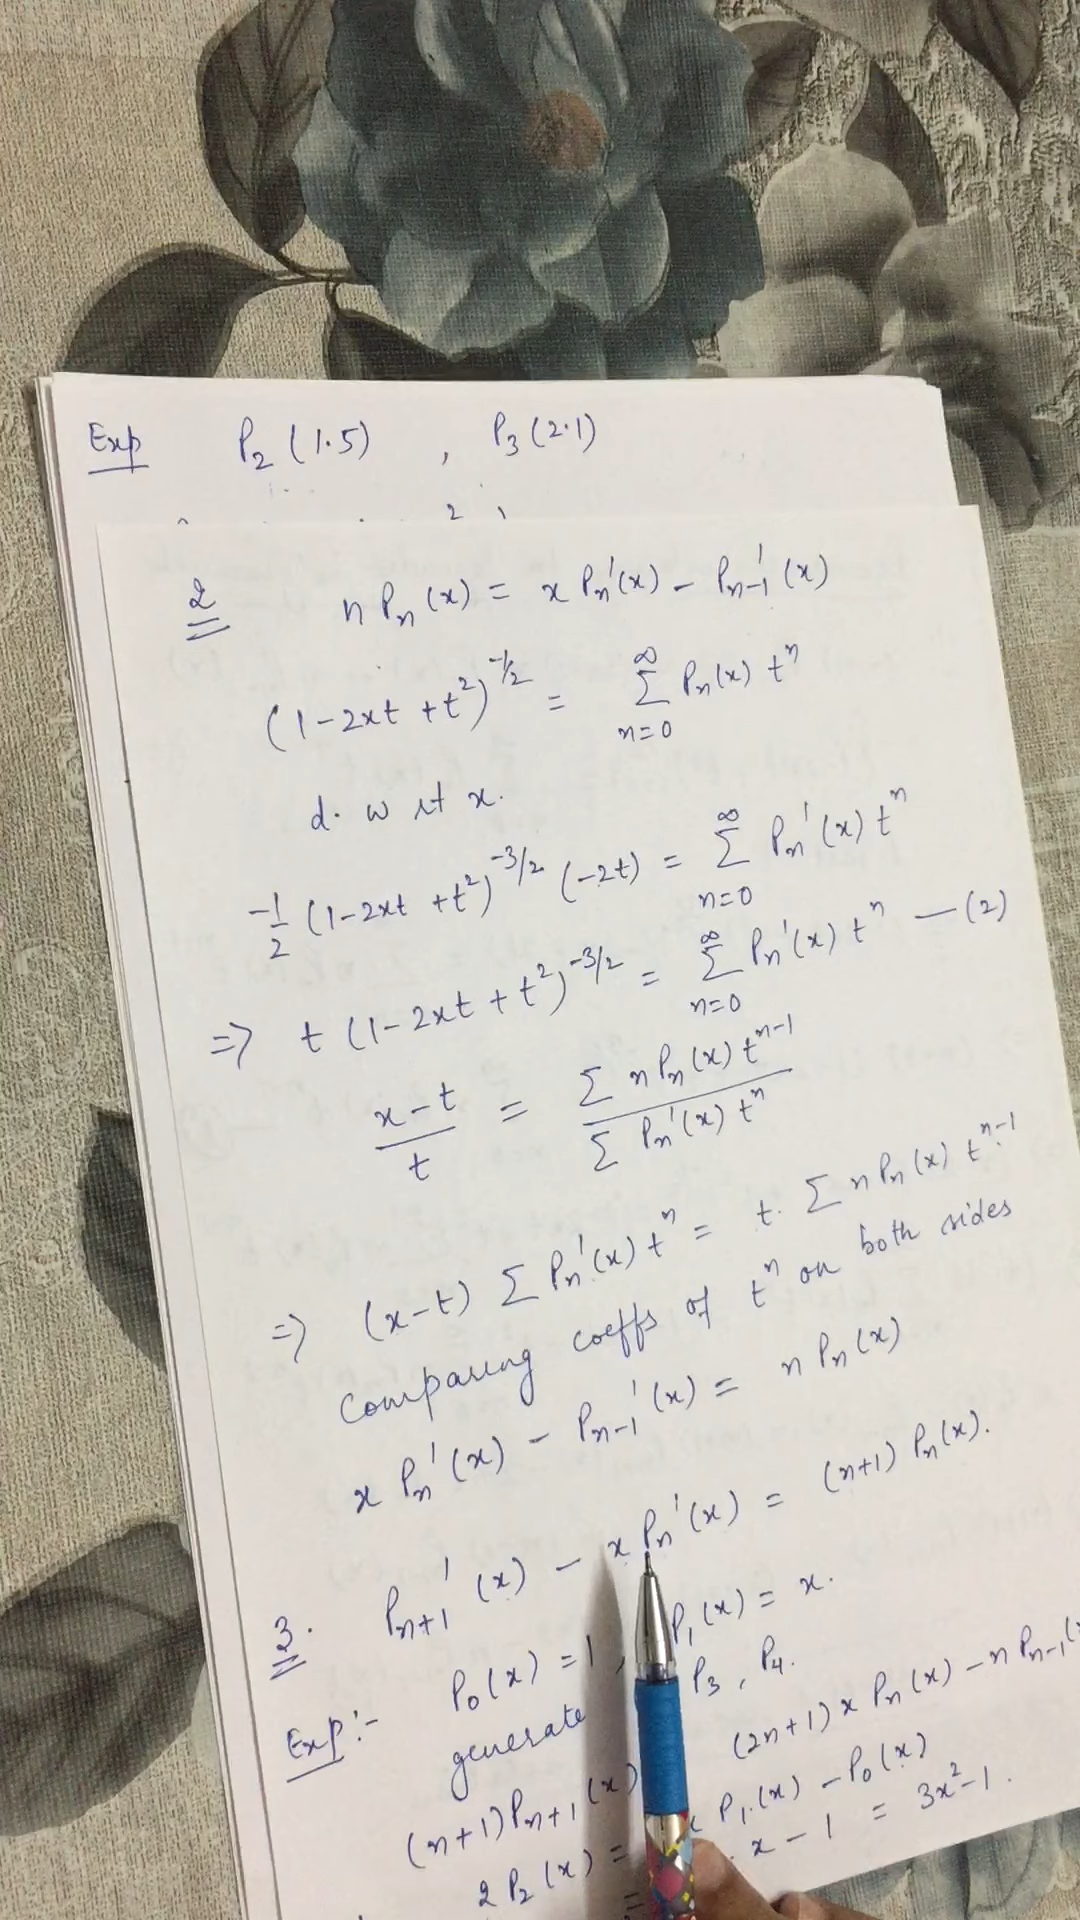 Exp P₂(1.5) , P₃(2.1)
2 n Pₙ(x) = x Pₙ'(x) - Pₙ₋₁'(x)
(1-2xt+t²)^(-1/2) = ∑_{n=0}^∞ Pₙ(x) tⁿ
d. w rt x.
-1/2 (1-2xt+t²)^(-3/2) (-2t) = ∑_{n=0}^∞ Pₙ'(x) tⁿ
=> t (1-2xt+t²)^(-3/2) = ∑_{n=0}^∞ Pₙ'(x) tⁿ —(2)
(x-t)/t = (∑ n Pₙ(x) tⁿ⁻¹)/(∑ Pₙ'(x) tⁿ)
=> (x-t) ∑ Pₙ'(x) tⁿ = t. ∑ n Pₙ(x) tⁿ⁻¹
comparing coeffs of tⁿ on both sides
x Pₙ'(x) - Pₙ₋₁'(x) = n Pₙ(x)
3. Pₙ₊₁'(x) - x Pₙ'(x) = (n+1) Pₙ(x).
Exp:- P₀(x) = 1, P₁(x) = x.
generate P₃, P₄.
(n+1)Pₙ₊₁(x) (2n+1) x Pₙ(x) - n Pₙ₋₁(
2 P₂(x) = P₁(x) - P₀(x)
= x - 1 = 3x²-1.